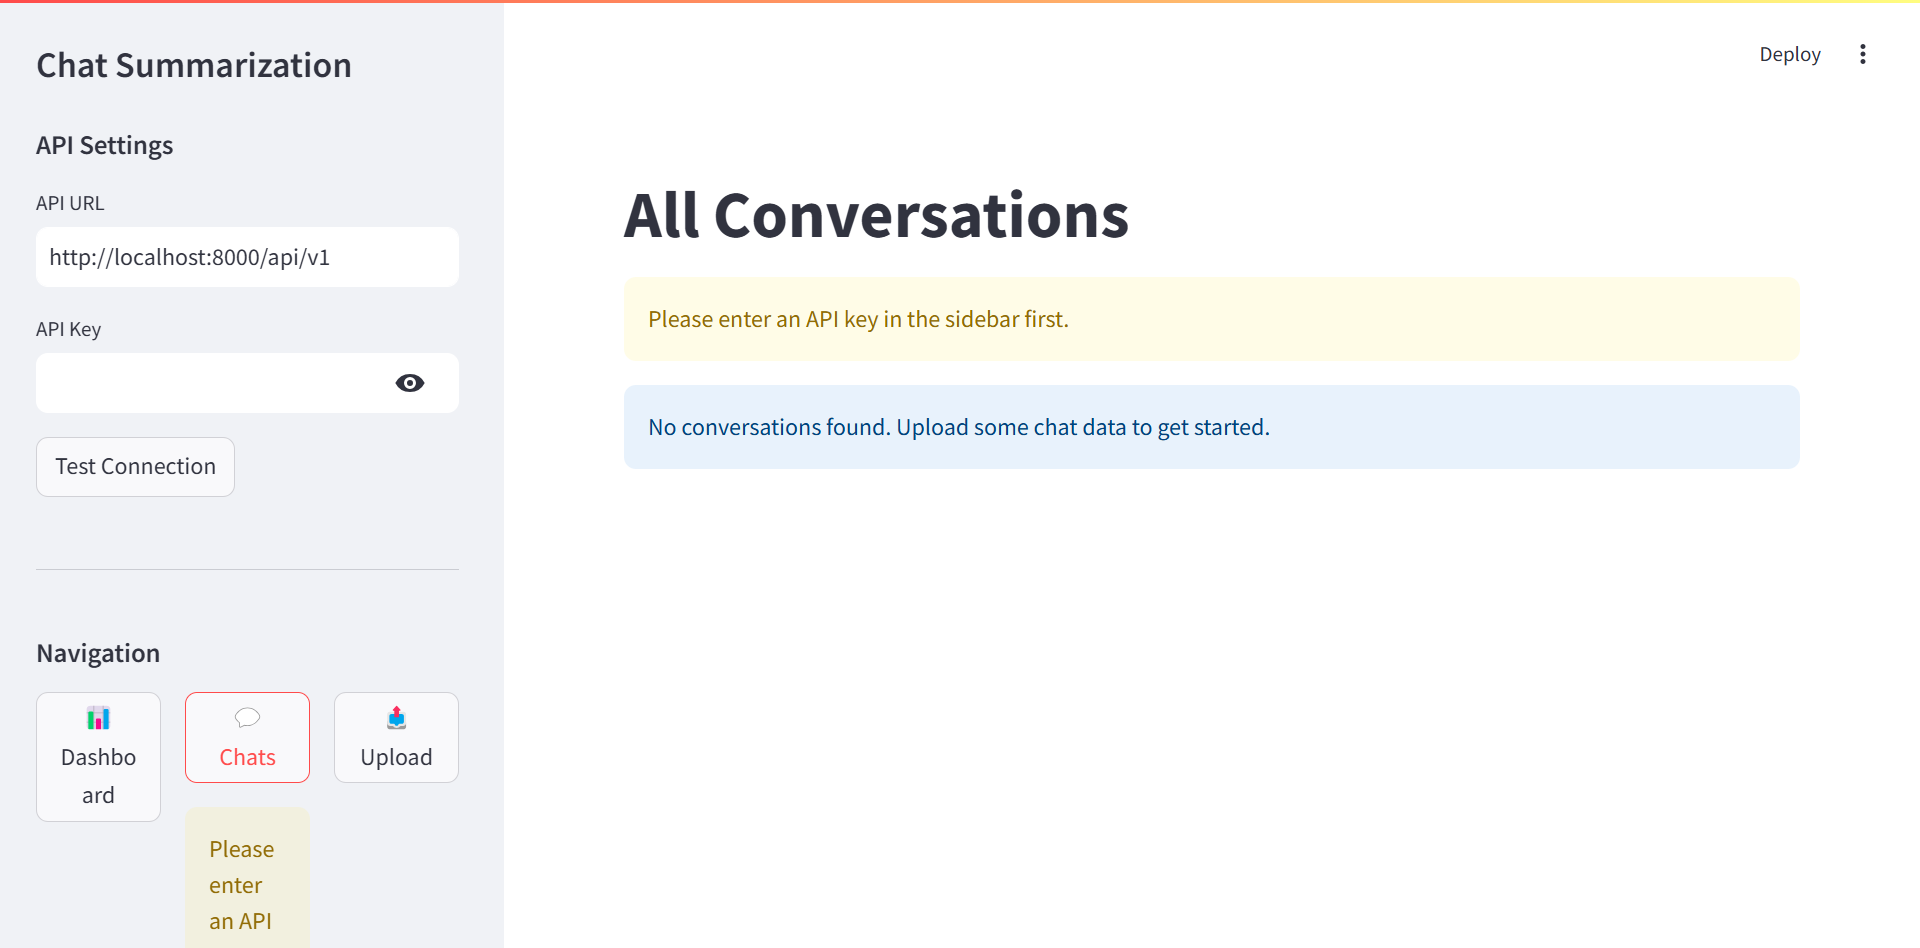 Chat Summarization
API Settings
API URL
http://localhost:8000/api/v1
API Key
Test Connection
Navigation
Dashbo
ard
Chats
Upload
Please
enter
an API
Deploy
All Conversations
Please enter an API key in the sidebar first.
No conversations found. Upload some chat data to get started.